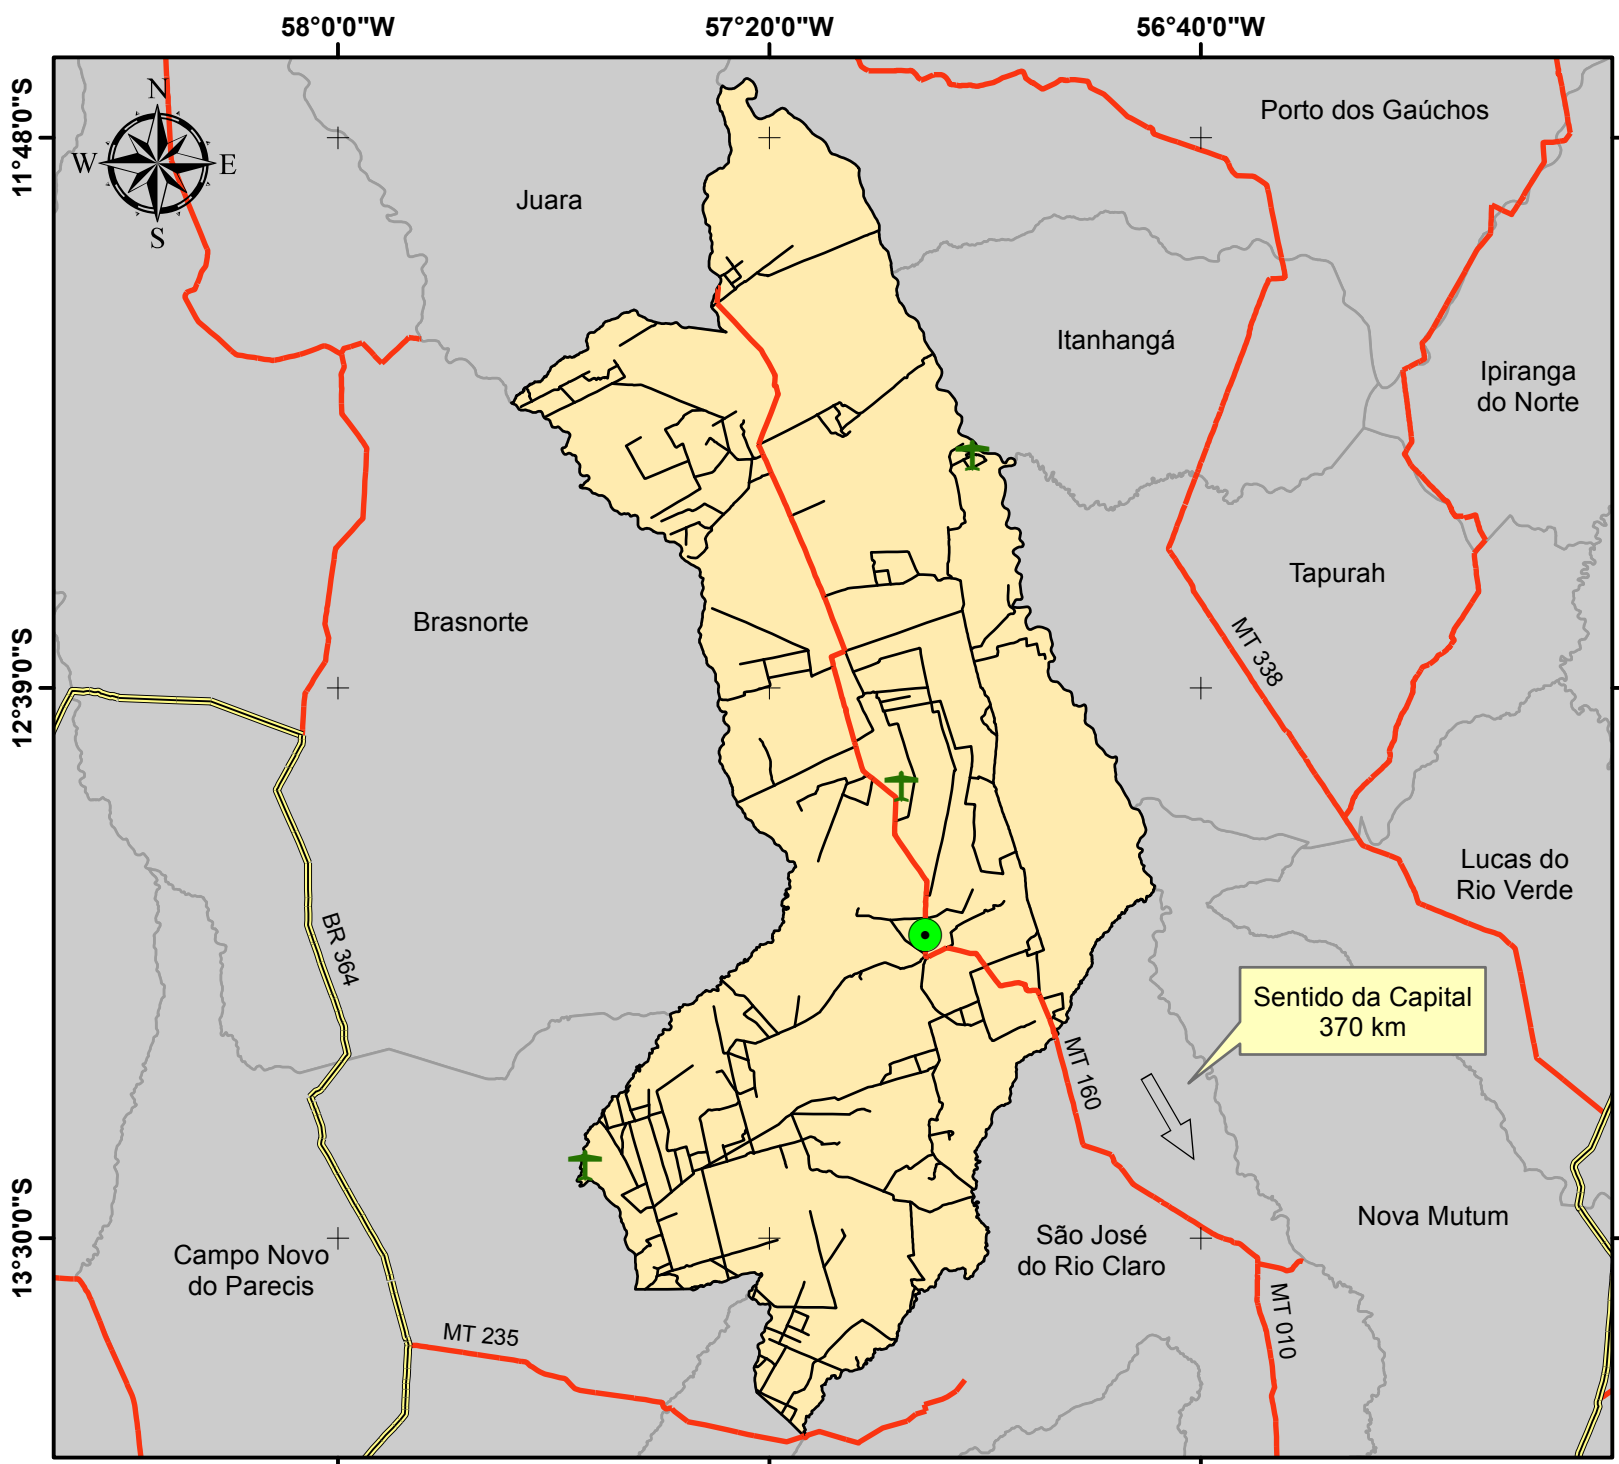 58°0'0"W
57°20'0"W
56°40'0"W
11°48'0"S
12°39'0"S
13°30'0"S
N
W
E
S
Porto dos Gaúchos
Juara
Itanhangá
Ipiranga
do Norte
Tapurah
Brasnorte
MT 338
Lucas do
Rio Verde
BR 364
Sentido da Capital
370 km
MT 160
Nova Mutum
São José
do Rio Claro
Campo Novo
do Parecis
MT 235
MT 010